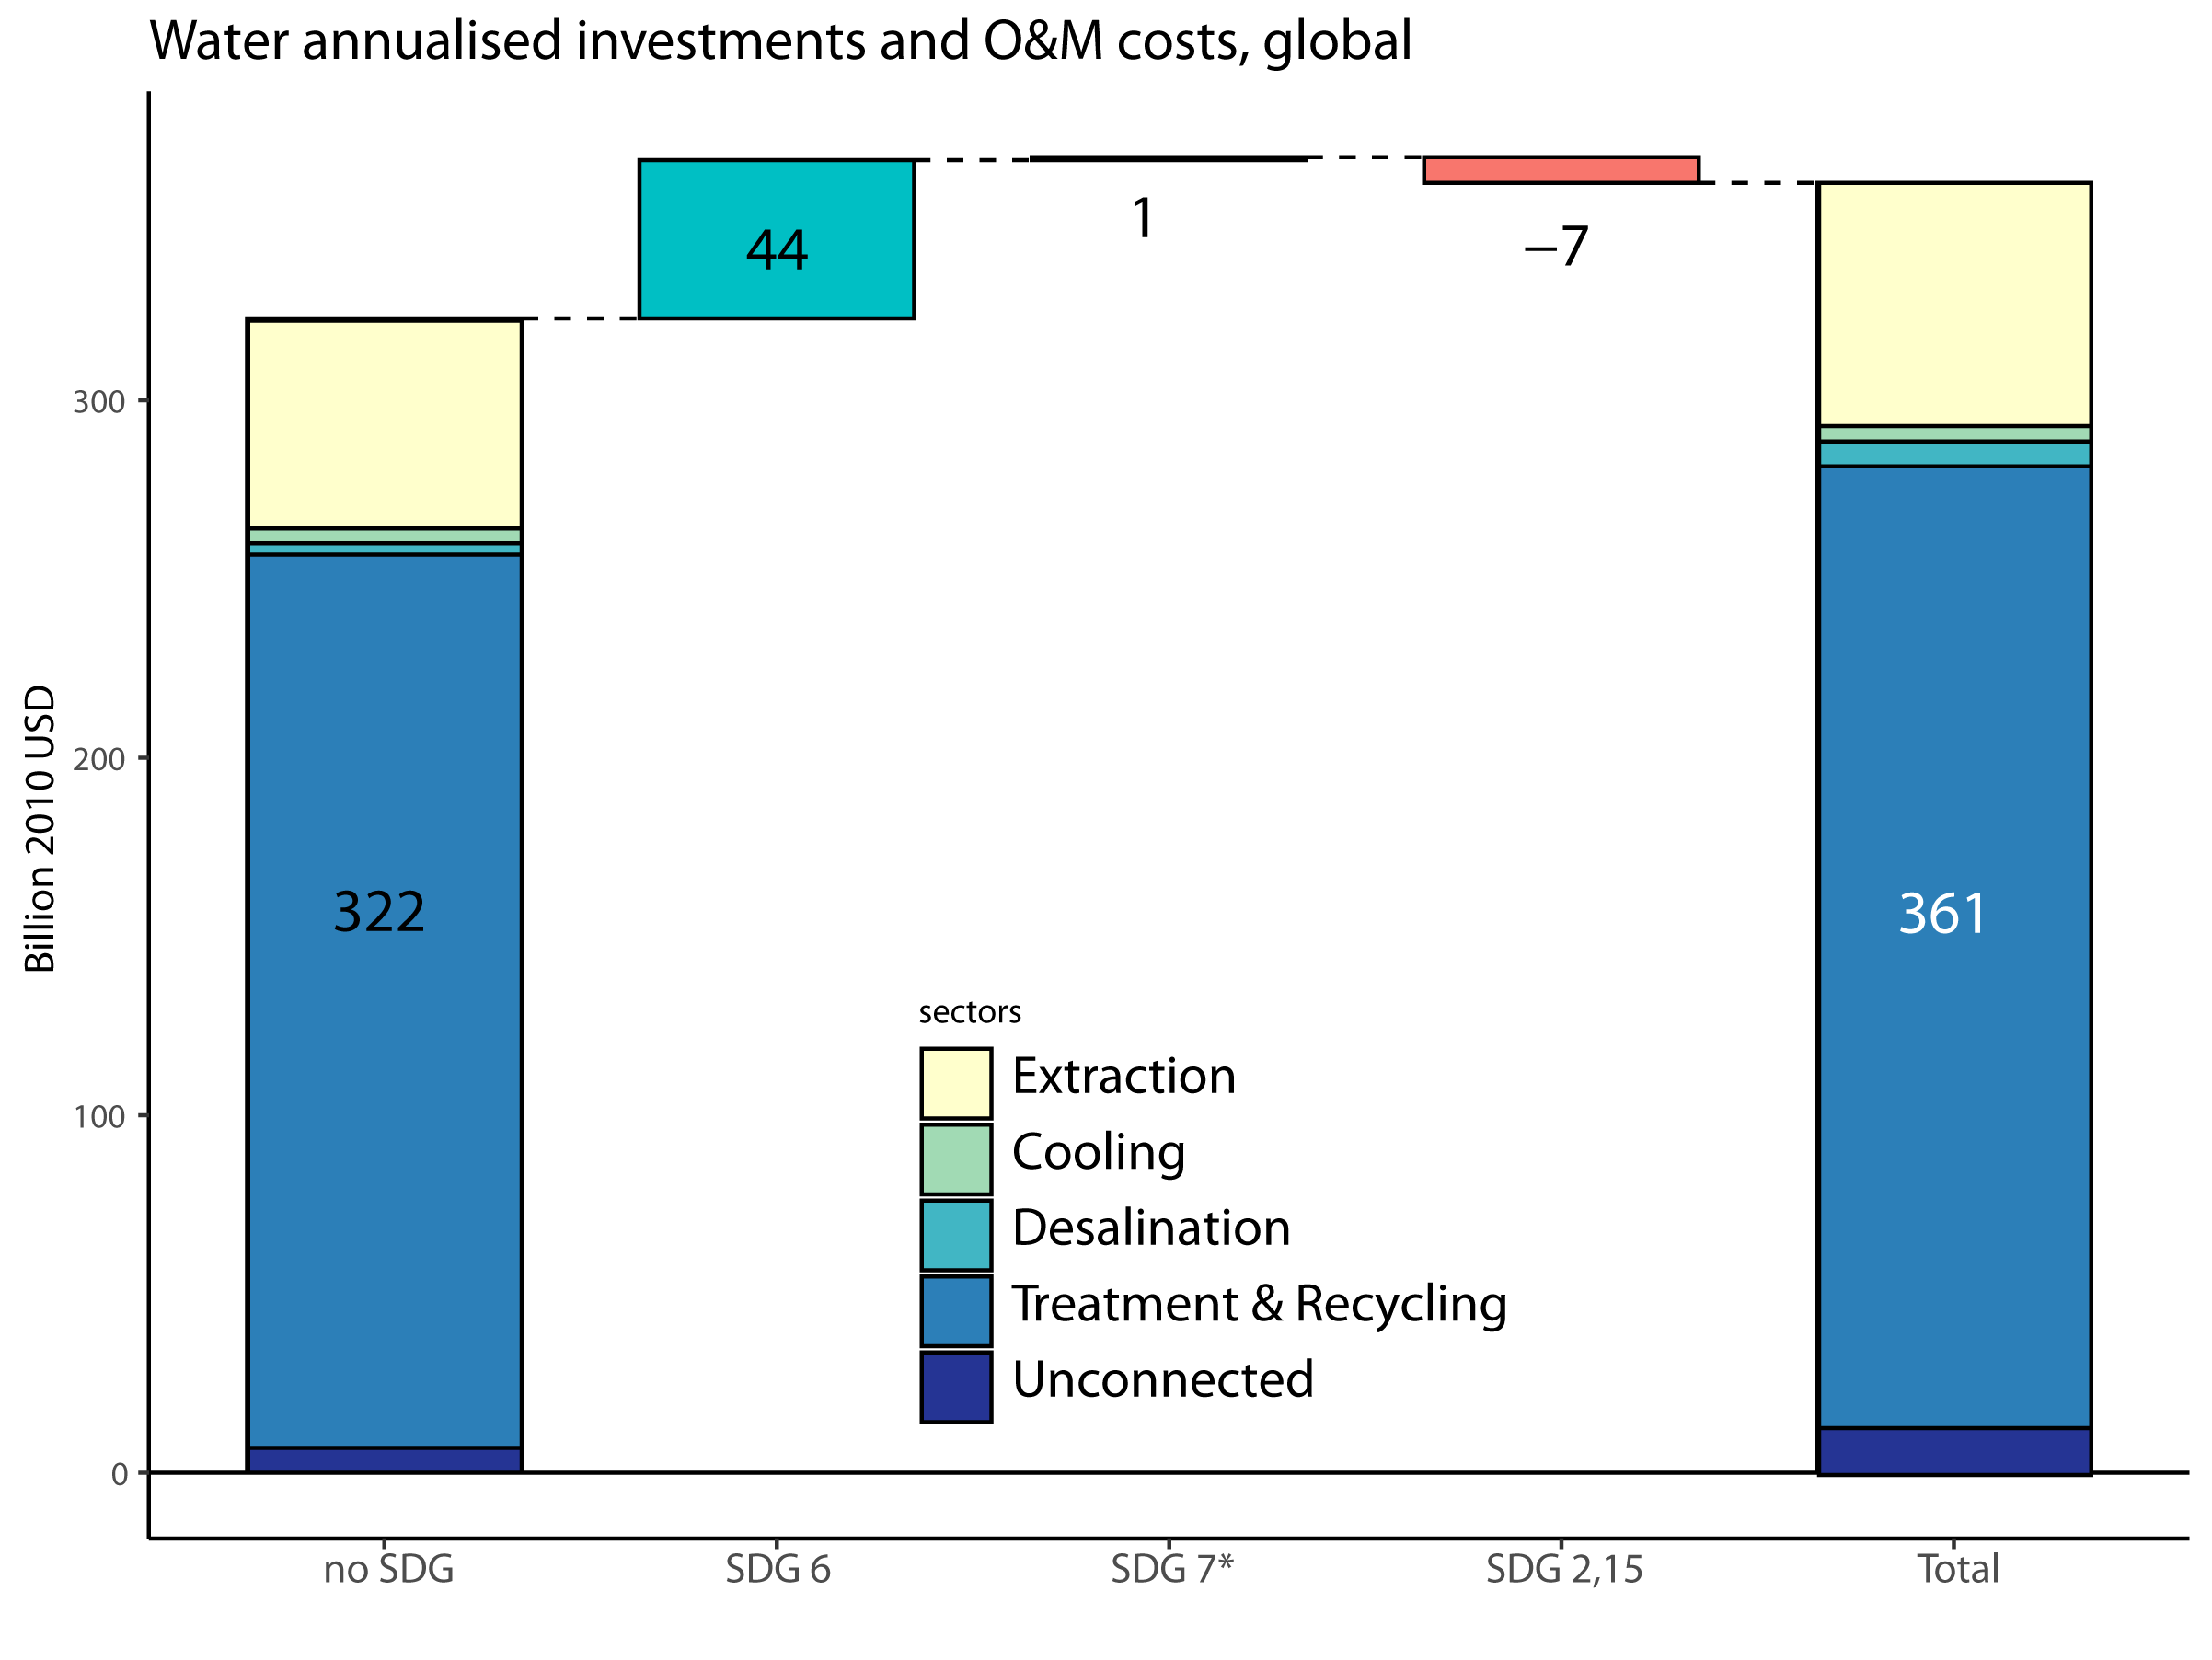 Water annualised investments and O&M costs, global
Billion 2010 USD
300
200
100
0
322
44
1
−7
361
sectors
Extraction
Cooling
Desalination
Treatment & Recycling
Unconnected
no SDG
SDG 6
SDG 7*
SDG 2,15
Total